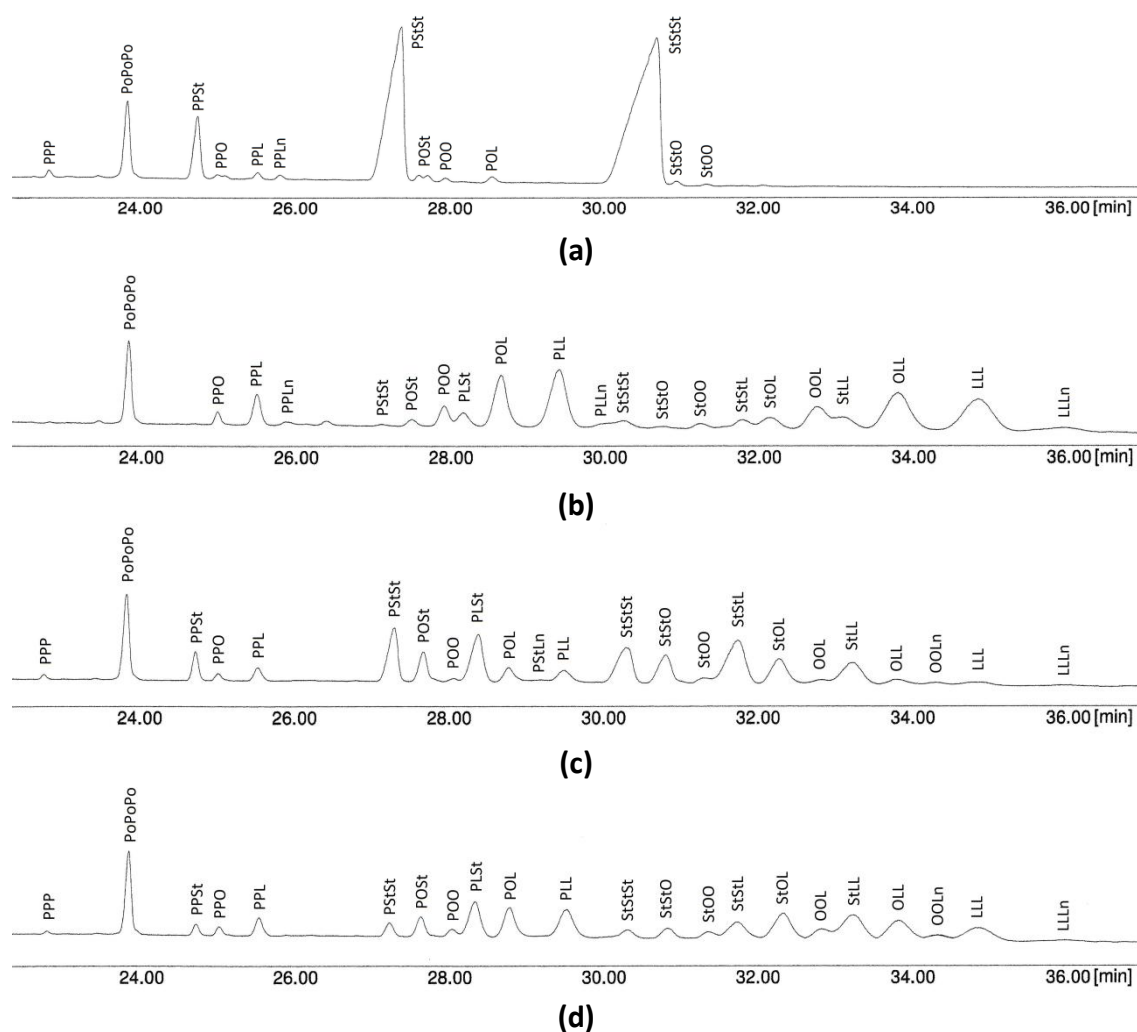 PPP PoPoPo PPSt PPO PPL PPLn PStSt POSt POO POL StStSt StStO StOO
24.00 26.00 28.00 30.00 32.00 34.00 36.00 [min]
(a)
PoPoPo PPO PPL PPLn PStSt POSt POO PLSt POL PLL PLLn StStSt StStO StOO StStL StOL OOL StLL OLL LLL LLLn
24.00 26.00 28.00 30.00 32.00 34.00 36.00 [min]
(b)
PPP PoPoPo PPSt PPO PPL PStSt POSt POO PLSt POL PStLn PLL StStSt StStO StOO StStL StOL OOL StLL OLL OOLn LLL LLLn
24.00 26.00 28.00 30.00 32.00 34.00 36.00 [min]
(c)
PPP PoPoPo PPSt PPO PPL PStSt POSt POO PLSt POL PLL StStSt StStO StOO StStL StOL OOL StLL OLL OOLn LLL LLLn
24.00 26.00 28.00 30.00 32.00 34.00 36.00 [min]
(d)